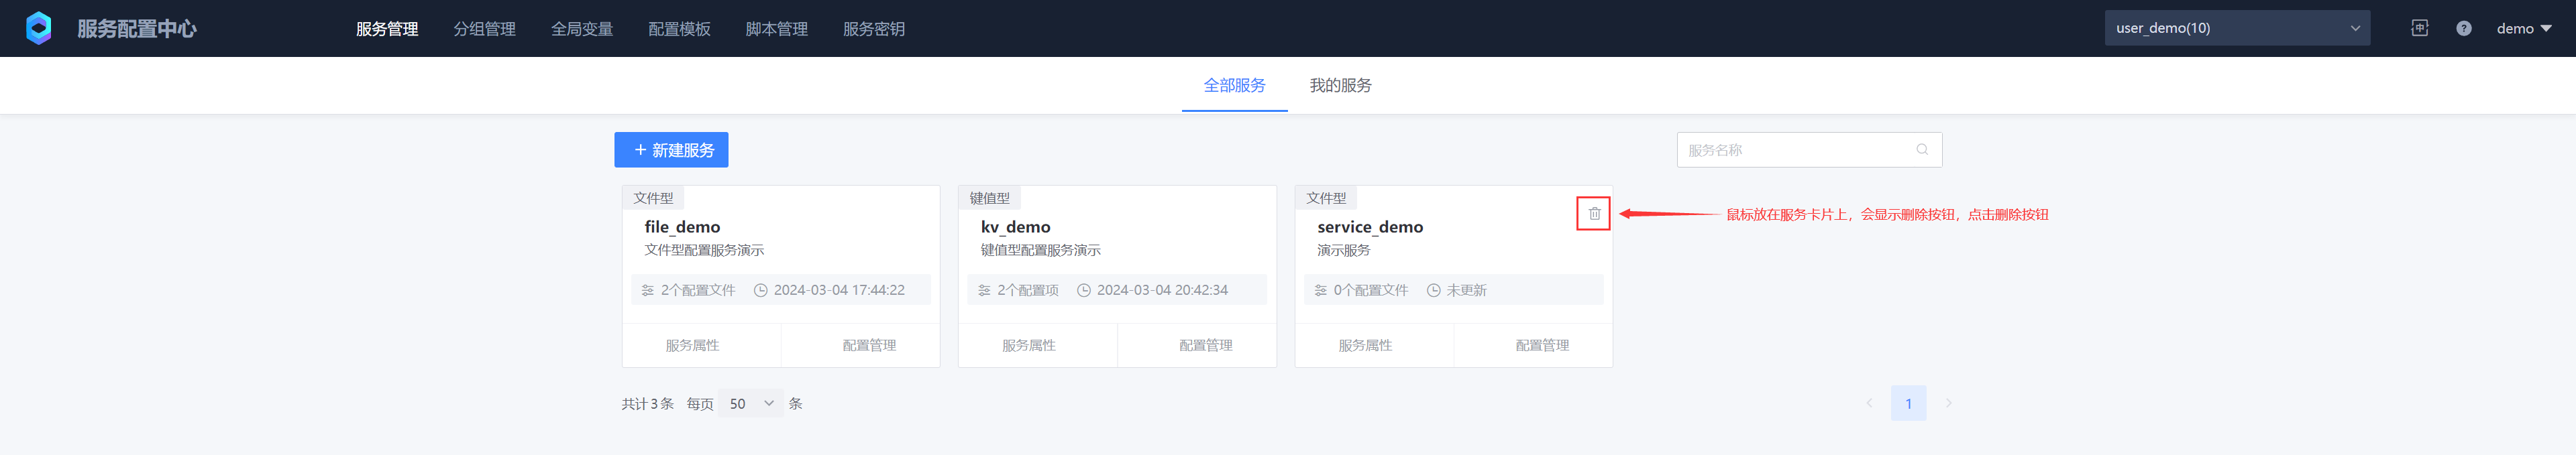 服务配置中心 服务管理 分组管理 全局变量 配置模板 脚本管理 服务密钥 user_demo(10) 中 ? demo
全部服务 我的服务
+ 新建服务 服务名称
文件型
file_demo
文件型配置服务演示
2个配置文件 2024-03-04 17:44:22
服务属性 配置管理
键值型
kv_demo
键值型配置服务演示
2个配置项 2024-03-04 20:42:34
服务属性 配置管理
文件型
service_demo
演示服务
0个配置文件 未更新
服务属性 配置管理
鼠标放在服务卡片上，会显示删除按钮，点击删除按钮
共计3条 每页 50 条 1